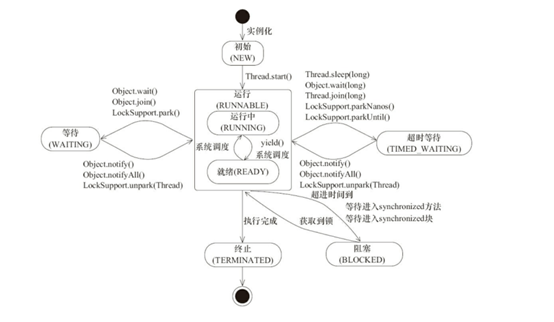 实例化
初始
(NEW)
Thread.start()
Object.wait()
Object.join()
LockSupport.park()
等待
(WAITING)
Object.notify()
Object.notifyAll()
LockSupport.unpark(Thread)
运行
(RUNNABLE)
运行中
(RUNNING)
系统调度
yield()
系统调度
就绪(READY)
Thread.sleep(long)
Object.wait(long)
Thread.join(long)
LockSupport.parkNanos()
LockSupport.parkUntil()
超时等待
(TIMED_WAITING)
Object.notify()
Object.notifyAll()
LockSupport.unpark(Thread)
超进时间到
等待进入synchronized方法
等待进入synchronized块
获取到锁
执行完成
终止
(TERMINATED)
阻塞
(BLOCKED)